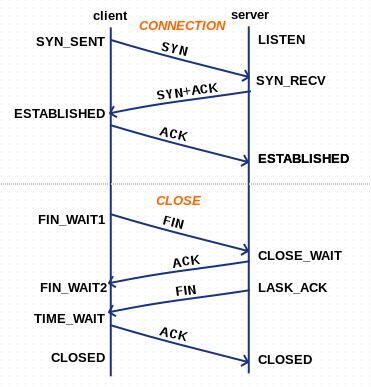 client
server
CONNECTION
SYN_SENT
SYN
LISTEN
SYN_RECV
SYN+ACK
ESTABLISHED
ACK
ESTABLISHED
CLOSE
FIN_WAIT1
FIN
CLOSE_WAIT
ACK
FIN_WAIT2
FIN
LASK_ACK
TIME_WAIT
ACK
CLOSED
CLOSED